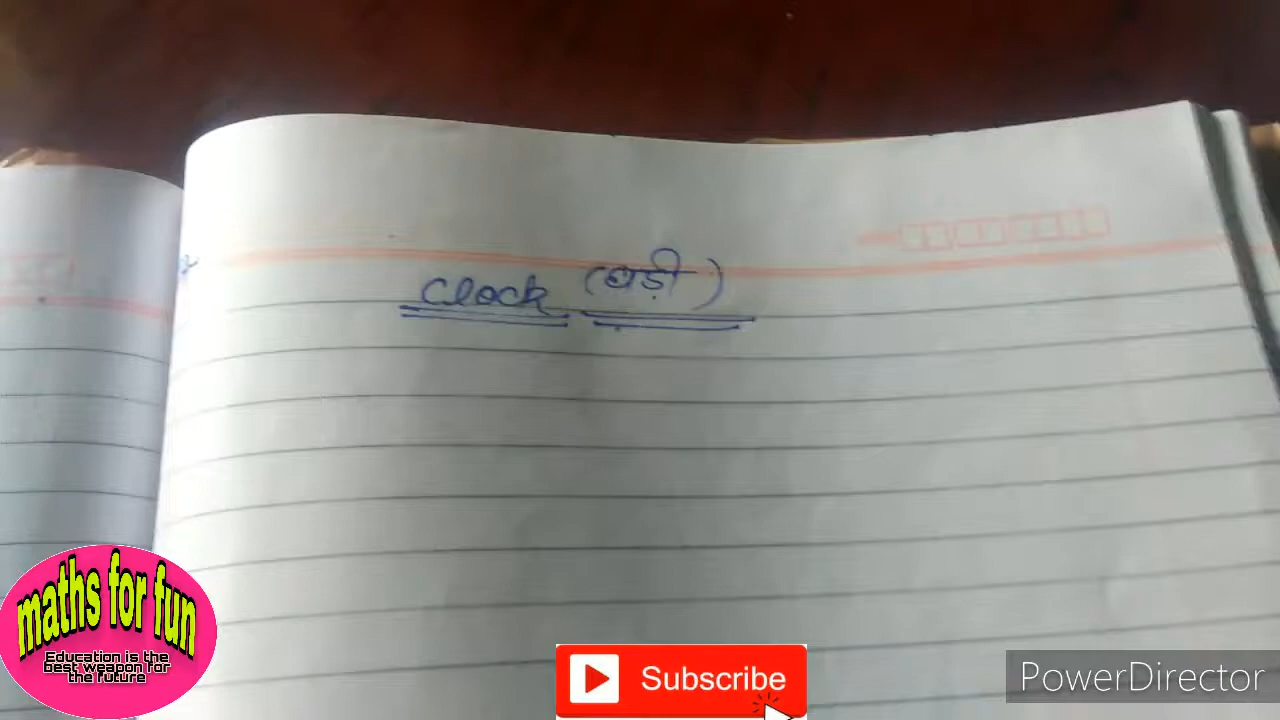 Clock (घड़ी)
maths for fun
Education is the
best weapon for
the future
Subscribe
PowerDirector